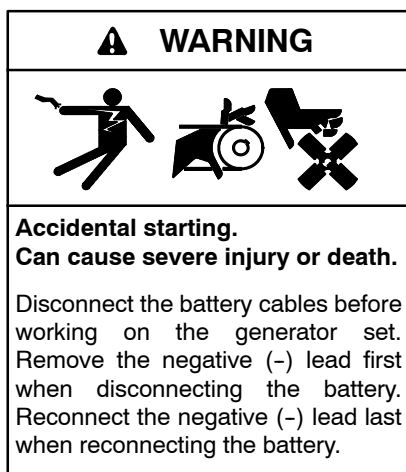 WARNING
Accidental starting.
Can cause severe injury or death.
Disconnect the battery cables before
working on the generator set.
Remove the negative (−) lead first
when disconnecting the battery.
Reconnect the negative (−) lead last
when reconnecting the battery.